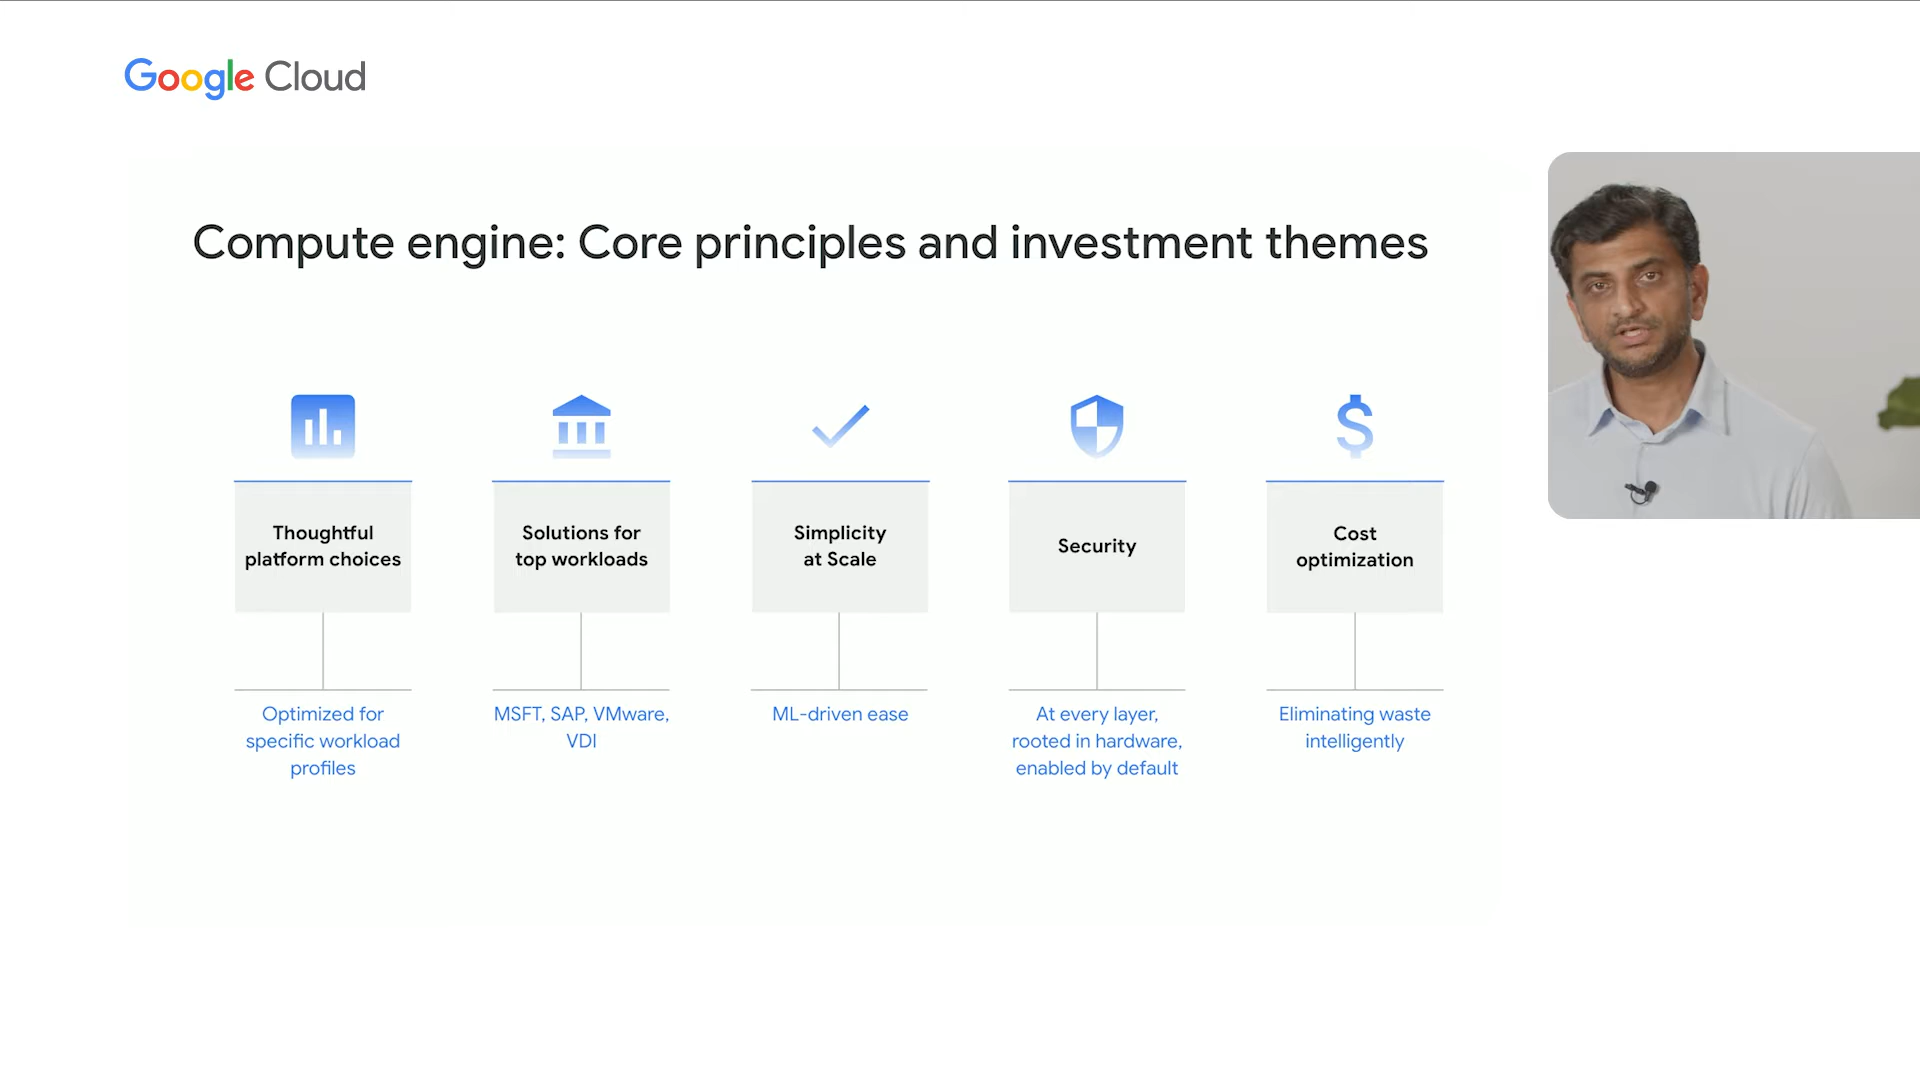 Google Cloud
Compute engine: Core principles and investment themes
Thoughtful
platform choices
Optimized for
specific workload
profiles
Solutions for
top workloads
MSFT, SAP, VMware,
VDI
Simplicity
at Scale
ML-driven ease
Security
At every layer,
rooted in hardware,
enabled by default
Cost
optimization
Eliminating waste
intelligently